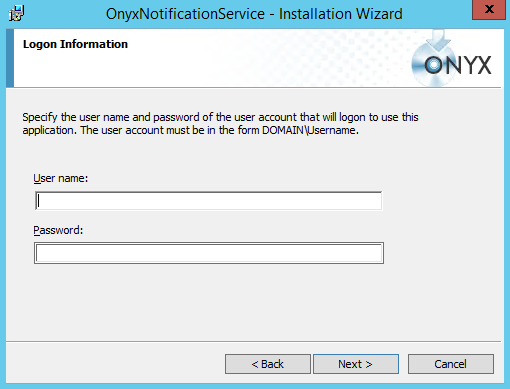 OnyxNotificationService - Installation Wizard
x
Logon Information
ONYX
Specify the user name and password of the user account that will logon to use this
application. The user account must be in the form DOMAIN\Username.
User name:
Password:
< Back
Next >
Cancel